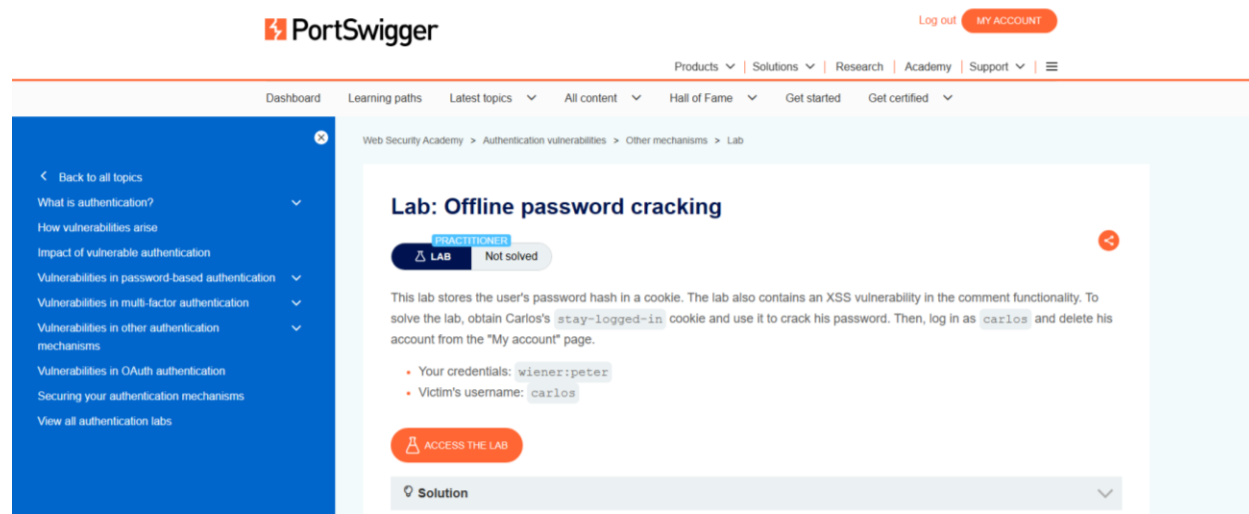 PortSwigger
Log out MY ACCOUNT
Products | Solutions | Research | Academy | Support |
Dashboard Learning paths Latest topics All content Hall of Fame Get started Get certified
Back to all topics
What is authentication?
How vulnerabilities arise
Impact of vulnerable authentication
Vulnerabilities in password-based authentication
Vulnerabilities in multi-factor authentication
Vulnerabilities in other authentication
mechanisms
Vulnerabilities in OAuth authentication
Securing your authentication mechanisms
View all authentication labs
Web Security Academy > Authentication vulnerabilities > Other mechanisms > Lab
Lab: Offline password cracking
PRACTITIONER
LAB Not solved
This lab stores the user's password hash in a cookie. The lab also contains an XSS vulnerability in the comment functionality. To
solve the lab, obtain Carlos's stay-logged-in cookie and use it to crack his password. Then, log in as carlos and delete his
account from the "My account" page.
• Your credentials: wiener:peter
• Victim's username: carlos
ACCESS THE LAB
Solution